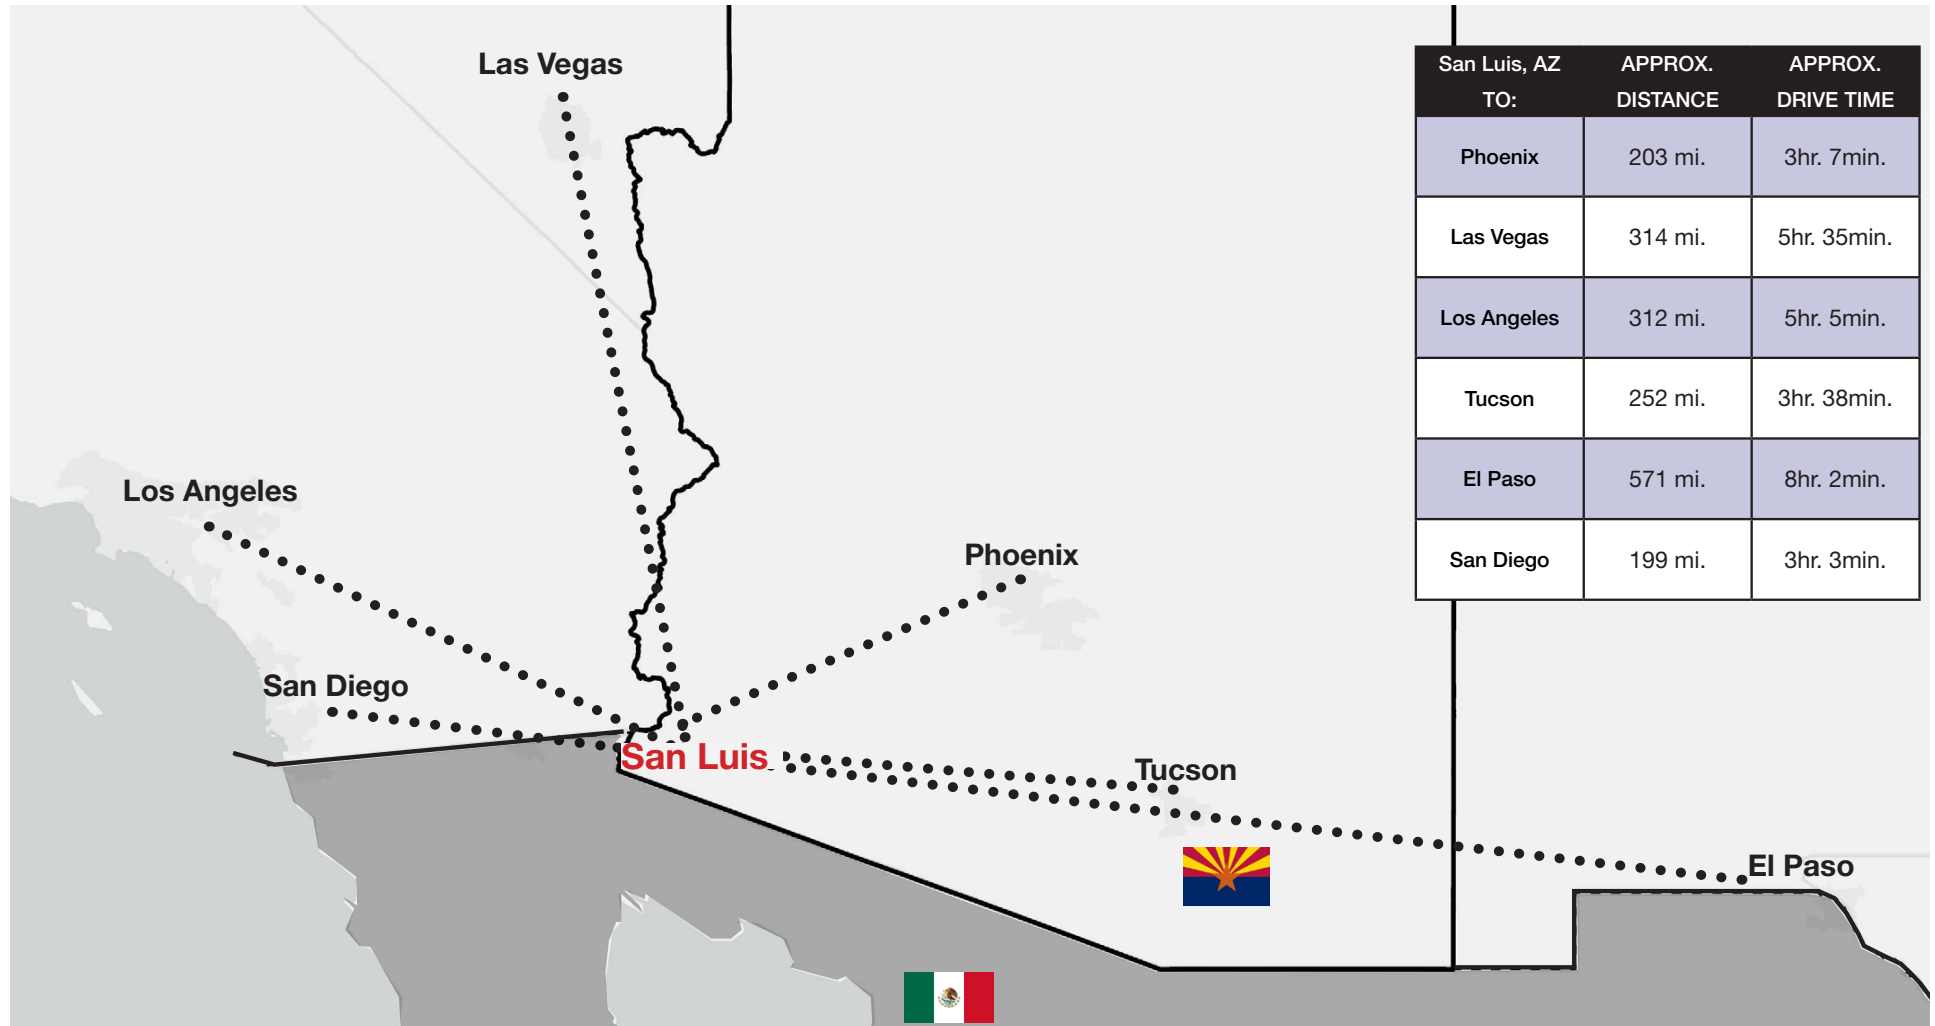 Las Vegas
Los Angeles
Phoenix
San Diego
San Luis
Tucson
El Paso
San Luis, AZ TO: APPROX. DISTANCE APPROX. DRIVE TIME
Phoenix 203 mi. 3hr. 7min.
Las Vegas 314 mi. 5hr. 35min.
Los Angeles 312 mi. 5hr. 5min.
Tucson 252 mi. 3hr. 38min.
El Paso 571 mi. 8hr. 2min.
San Diego 199 mi. 3hr. 3min.